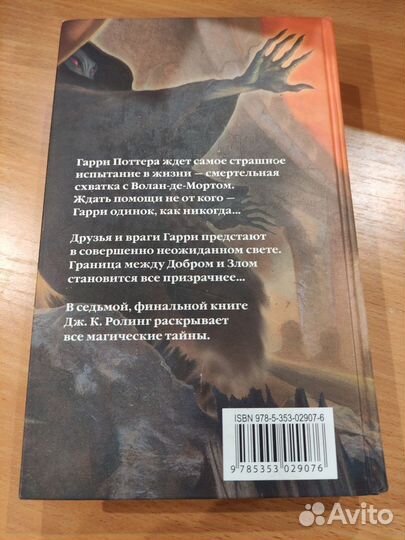 Гарри Поттера ждет самое страшное
испытание в жизни — смертельная
схватка с Волан-де-Мортом.
Ждать помощи не от кого —
Гарри одинок, как никогда...
Друзья и враги Гарри предстают
в совершенно неожиданном свете.
Граница между Добром и Злом
становится все призрачнее...
В седьмой, финальной книге
Дж. К. Ролинг раскрывает
все магические тайны.
ISBN 978-5-353-02907-6
9 785353 029076
Avito